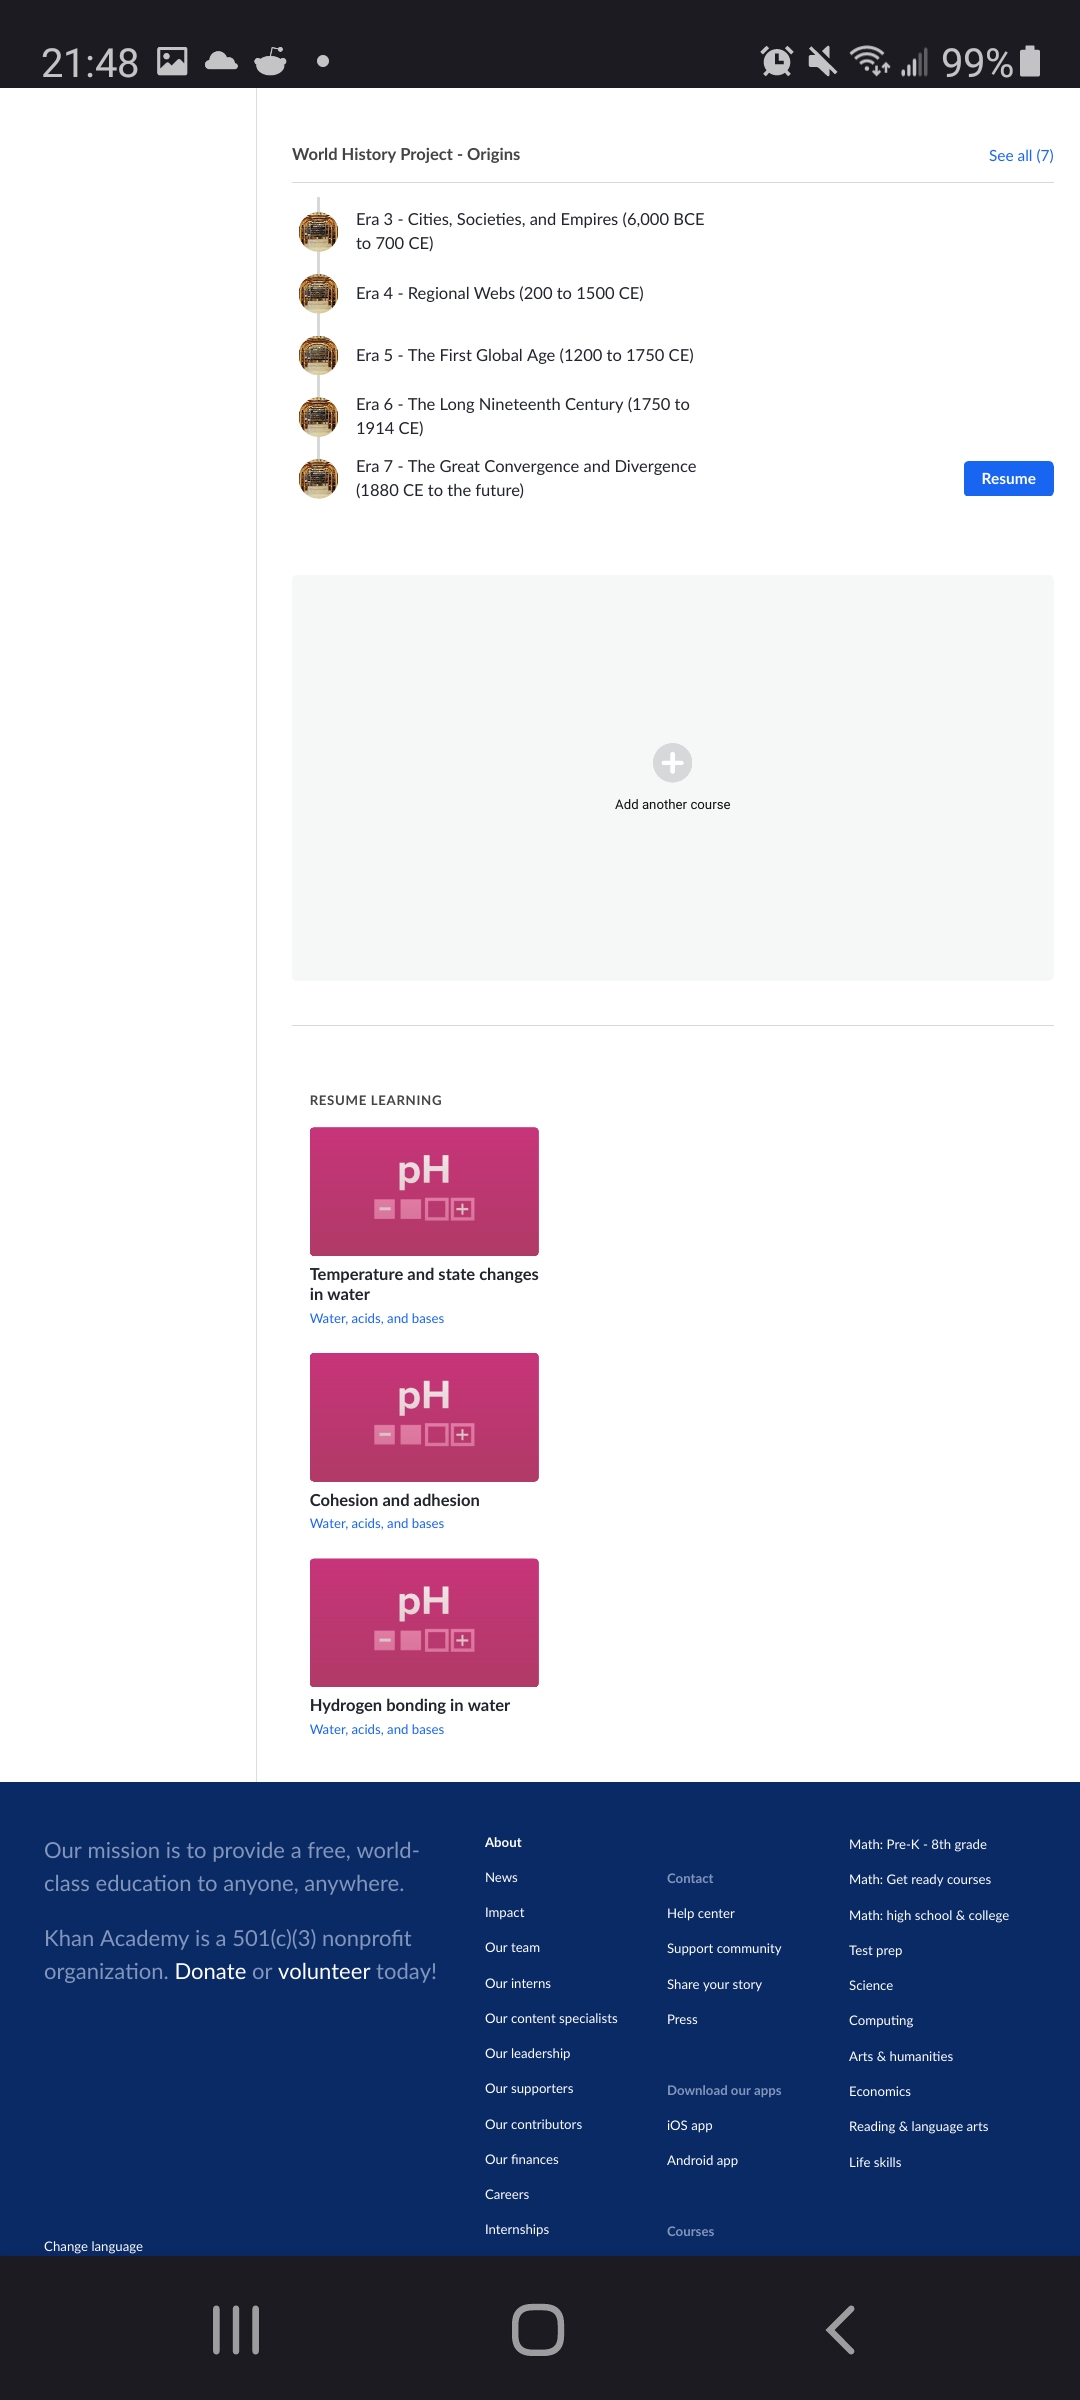 21:48
99%
World History Project - Origins
See all (7)
Era 3 - Cities, Societies, and Empires (6,000 BCE
to 700 CE)
Era 4 - Regional Webs (200 to 1500 CE)
Era 5 - The First Global Age (1200 to 1750 CE)
Era 6 - The Long Nineteenth Century (1750 to
1914 CE)
Era 7 - The Great Convergence and Divergence
(1880 CE to the future)
Resume
Add another course
RESUME LEARNING
pH
Temperature and state changes
in water
Water, acids, and bases
pH
Cohesion and adhesion
Water, acids, and bases
pH
Hydrogen bonding in water
Water, acids, and bases
Our mission is to provide a free, world-
class education to anyone, anywhere.
Khan Academy is a 501(c)(3) nonprofit
organization. Donate or volunteer today!
Change language
About
News
Impact
Our team
Our interns
Our content specialists
Our leadership
Our supporters
Our contributors
Our finances
Careers
Internships
Contact
Help center
Support community
Share your story
Press
Download our apps
iOS app
Android app
Courses
Math: Pre-K - 8th grade
Math: Get ready courses
Math: high school & college
Test prep
Science
Computing
Arts & humanities
Economics
Reading & language arts
Life skills